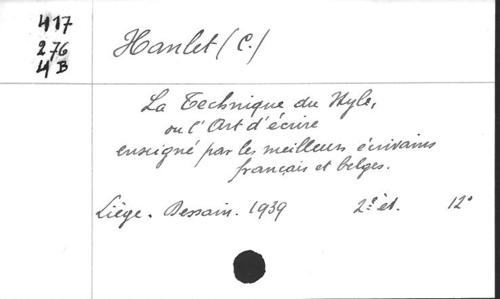 417
276
4B
Hanlet (C.)
La Technique du Style,
ou l'Art d'écrire
enseigné par les meilleurs écrivains
français et belges.
Liége. Dessain. 1939 2e éd. 12°